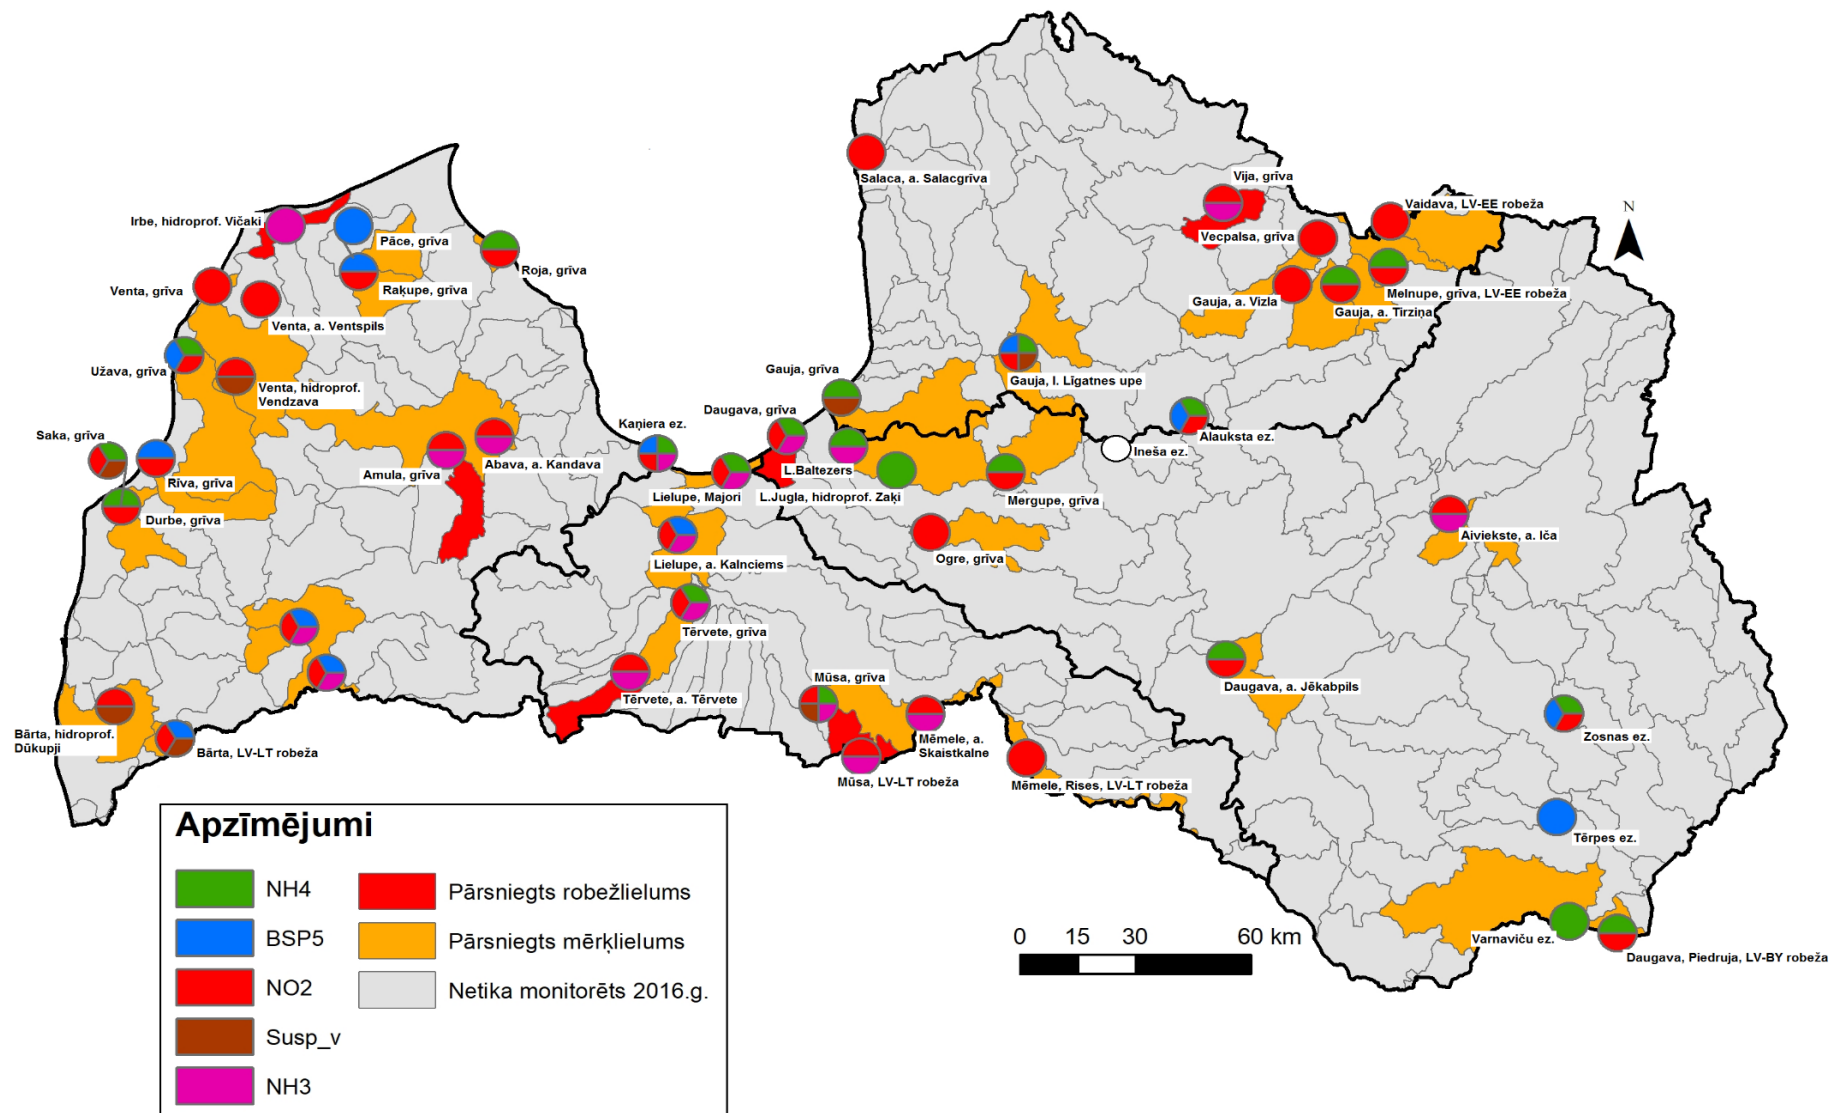 Salaca, a. Salacgrīva
Vija, grīva
Vaidava, LV-EE robeža
N
Irbe, hidroprof. Vičaki
Pāce, grīva
Vecpalsa, grīva
Roja, grīva
Venta, grīva
Raķupe, grīva
Melnupe, grīva, LV-EE robeža
Gauja, a. Vizla
Gauja, a. Tirziņa
Venta, a. Ventspils
Užava, grīva
Venta, hidroprof.
Vendzava
Gauja, grīva
Gauja, l. Līgatnes upe
Daugava, grīva
Kaņiera ez.
Saka, grīva
Alauksta ez.
Ineša ez.
Abava, a. Kandava
Amula, grīva
L.Baltezers
Rīva, grīva
Lielupe, Majori
L.Jugla, hidroprof. Zaķi
Mergupe, grīva
Durbe, grīva
Aiviekste, a. Iča
Ogre, grīva
Lielupe, a. Kalnciems
Tērvete, grīva
Mūsa, grīva
Daugava, a. Jēkabpils
Tērvete, a. Tērvete
Bārta, hidroprof.
Dūkupji
Mēmele, a.
Skaistkalne
Zosnas ez.
Bārta, LV-LT robeža
Mūsa, LV-LT robeža
Mēmele, Rises, LV-LT robeža
Tērpes ez.
Varnaviču ez.
Daugava, Piedruja, LV-BY robeža
0 15 30 60 km
Apzīmējumi
NH4
BSP5
NO2
Susp_v
NH3
Pārsniegts robežlielums
Pārsniegts mērķlielums
Netika monitorēts 2016.g.